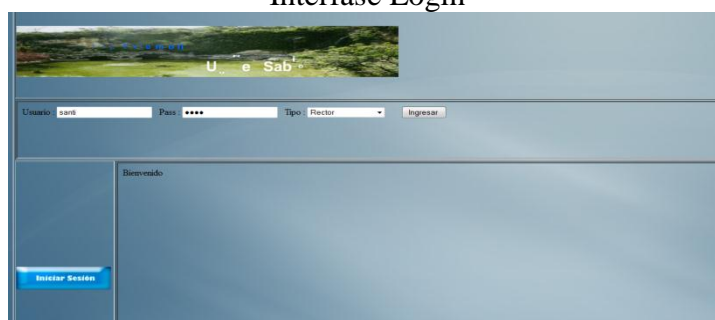 Interfase Login
Usuario : santi Pass : •••• Tipo : Rector Ingresar
Bienvenido
Iniciar Sesión